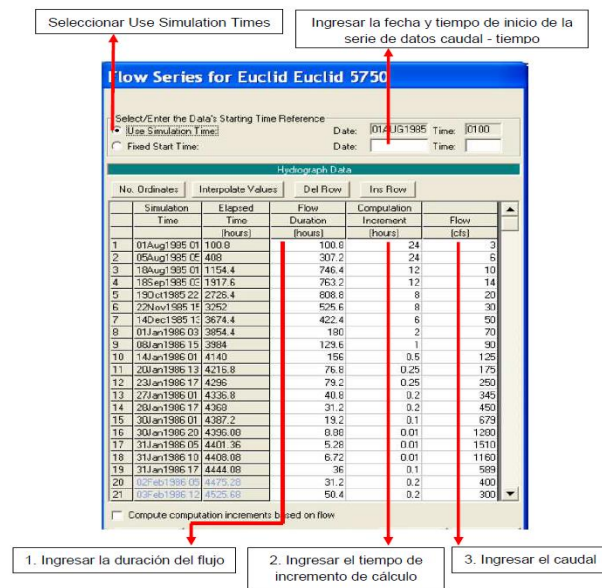 Seleccionar Use Simulation Times
Ingresar la fecha y tiempo de inicio de la
serie de datos caudal - tiempo
Flow Series for Euclid Euclid 5750
Select/Enter the Data's Starting Time Reference
Use Simulation Time: Date: 01AUG1985 Time: 0100
Fixed Start Time: Date: Time:
Hydrograph Data
No. Ordinates Interpolate Values Del Row Ins Row
Simulation Elapsed Flow Computation
Time Time Duration Increment Flow
(hours) (hours) (hours) (cfs)
1 01Aug1985 01 100.8 100.8 24 3
2 05Aug1985 05 408 307.2 24 6
3 18Aug1985 01 1154.4 746.4 12 10
4 18Sep1985 03 1917.6 763.2 12 14
5 19Oct1985 22 2726.4 808.8 8 20
6 22Nov1985 15 3252 525.6 8 30
7 14Dec1985 13 3674.4 422.4 6 50
8 01Jan1986 03 3854.4 180 2 70
9 08Jan1986 15 3984 129.6 1 90
10 14Jan1986 01 4140 156 0.5 125
11 20Jan1986 13 4216.8 76.8 0.25 175
12 23Jan1986 17 4296 79.2 0.25 250
13 27Jan1986 01 4336.8 40.8 0.2 345
14 28Jan1986 17 4368 31.2 0.2 450
15 30Jan1986 01 4387.2 19.2 0.1 679
16 30Jan1986 20 4396.08 8.88 0.01 1280
17 31Jan1986 05 4401.36 5.28 0.01 1510
18 31Jan1986 10 4408.08 6.72 0.01 1160
19 31Jan1986 17 4444.08 36 0.1 589
20 02Feb1986 05 4475.28 31.2 0.2 400
21 03Feb1986 12 4525.68 50.4 0.2 300
Compute computation increments based on flow
1. Ingresar la duración del flujo
2. Ingresar el tiempo de
incremento de cálculo
3. Ingresar el caudal